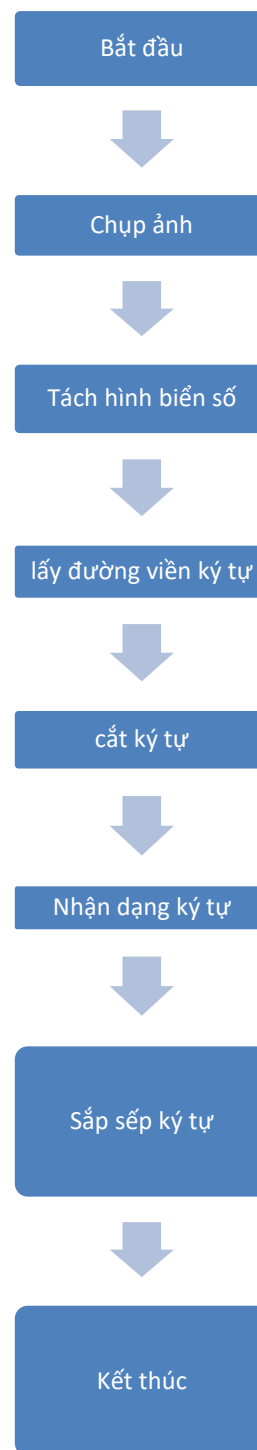 Bắt đầu
Chụp ảnh
Tách hình biển số
lấy đường viền ký tự
cắt ký tự
Nhận dạng ký tự
Sắp sếp ký tự
Kết thúc